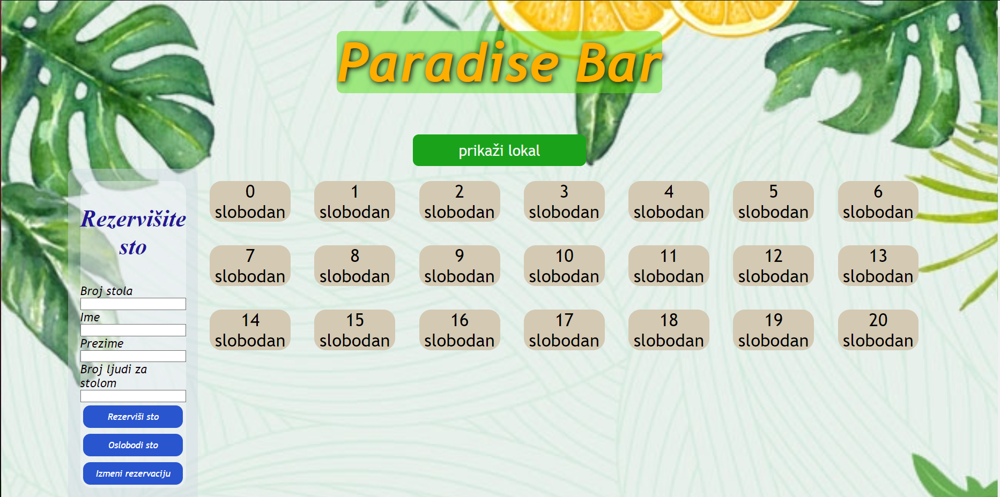 Paradise Bar
prikaži lokal
Rezervišite
sto
Broj stola
Ime
Prezime
Broj ljudi za
stolom
Rezerviši sto
Oslobodi sto
Izmeni rezervaciju
0
slobodan
1
slobodan
2
slobodan
3
slobodan
4
slobodan
5
slobodan
6
slobodan
7
slobodan
8
slobodan
9
slobodan
10
slobodan
11
slobodan
12
slobodan
13
slobodan
14
slobodan
15
slobodan
16
slobodan
17
slobodan
18
slobodan
19
slobodan
20
slobodan